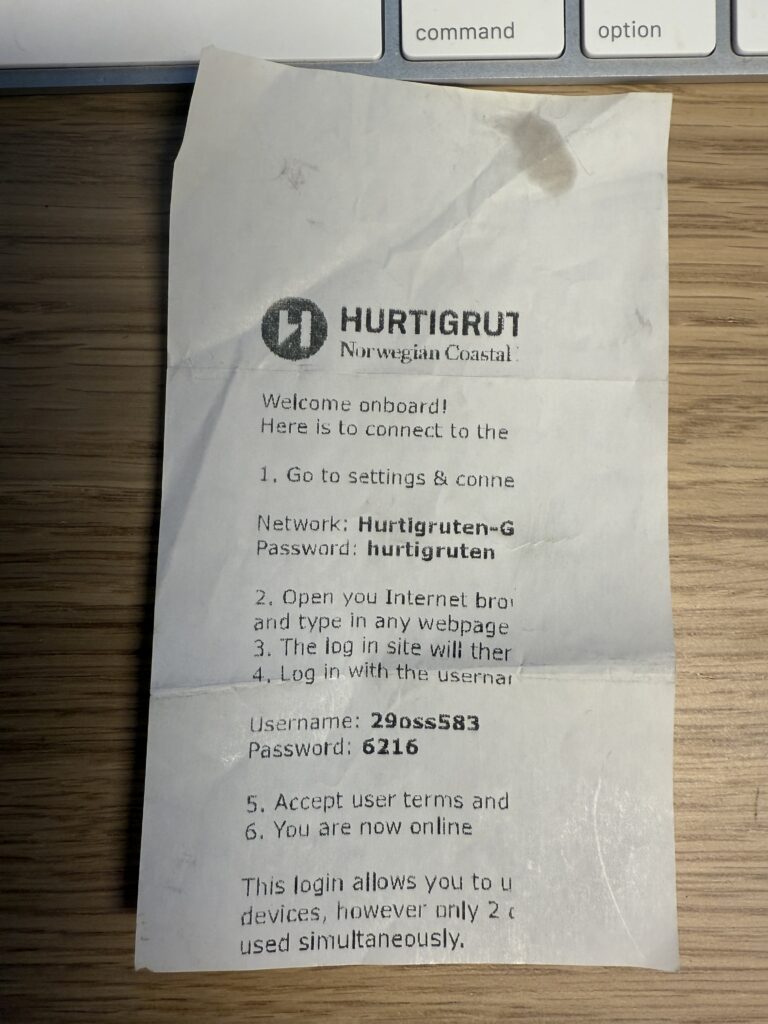 command
option
HURTIGRUT
Norwegian Coastal
Welcome onboard!
Here is to connect to the
1. Go to settings & conne
Network: Hurtigruten-G
Password: hurtigruten
2. Open you Internet bro
and type in any webpage
3. The log in site will ther
4. Log in with the usernar
Username: 29oss583
Password: 6216
5. Accept user terms and
6. You are now online
This login allows you to u
devices, however only 2
used simultaneously.